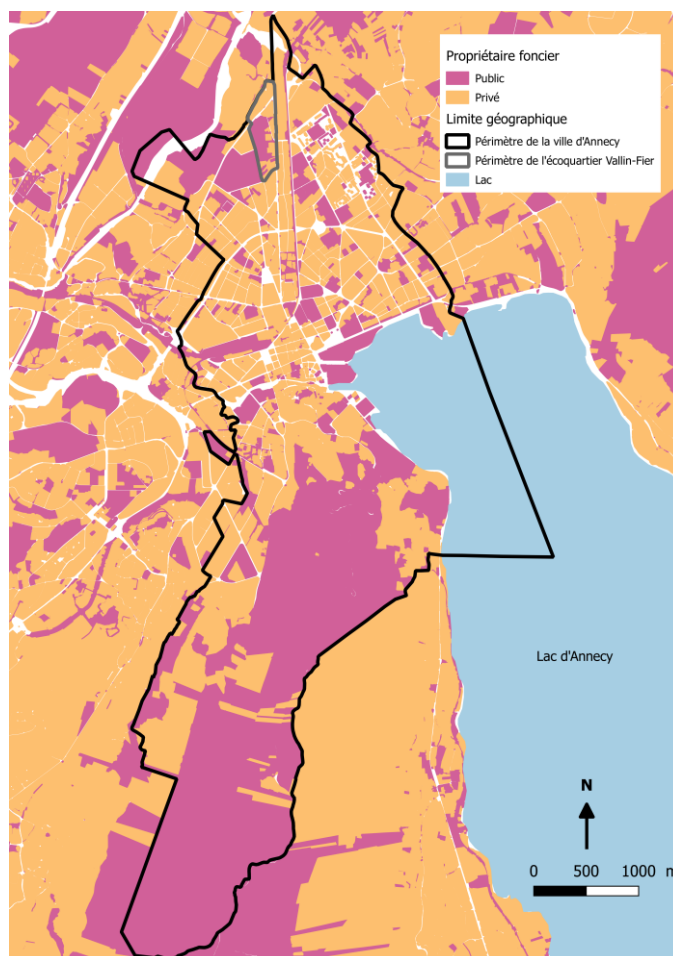 Propriétaire foncier
Public
Privé
Limite géographique
Périmètre de la ville d'Annecy
Périmètre de l'écoquartier Vallin-Fier
Lac
Lac d'Annecy
N
0 500 1000 m